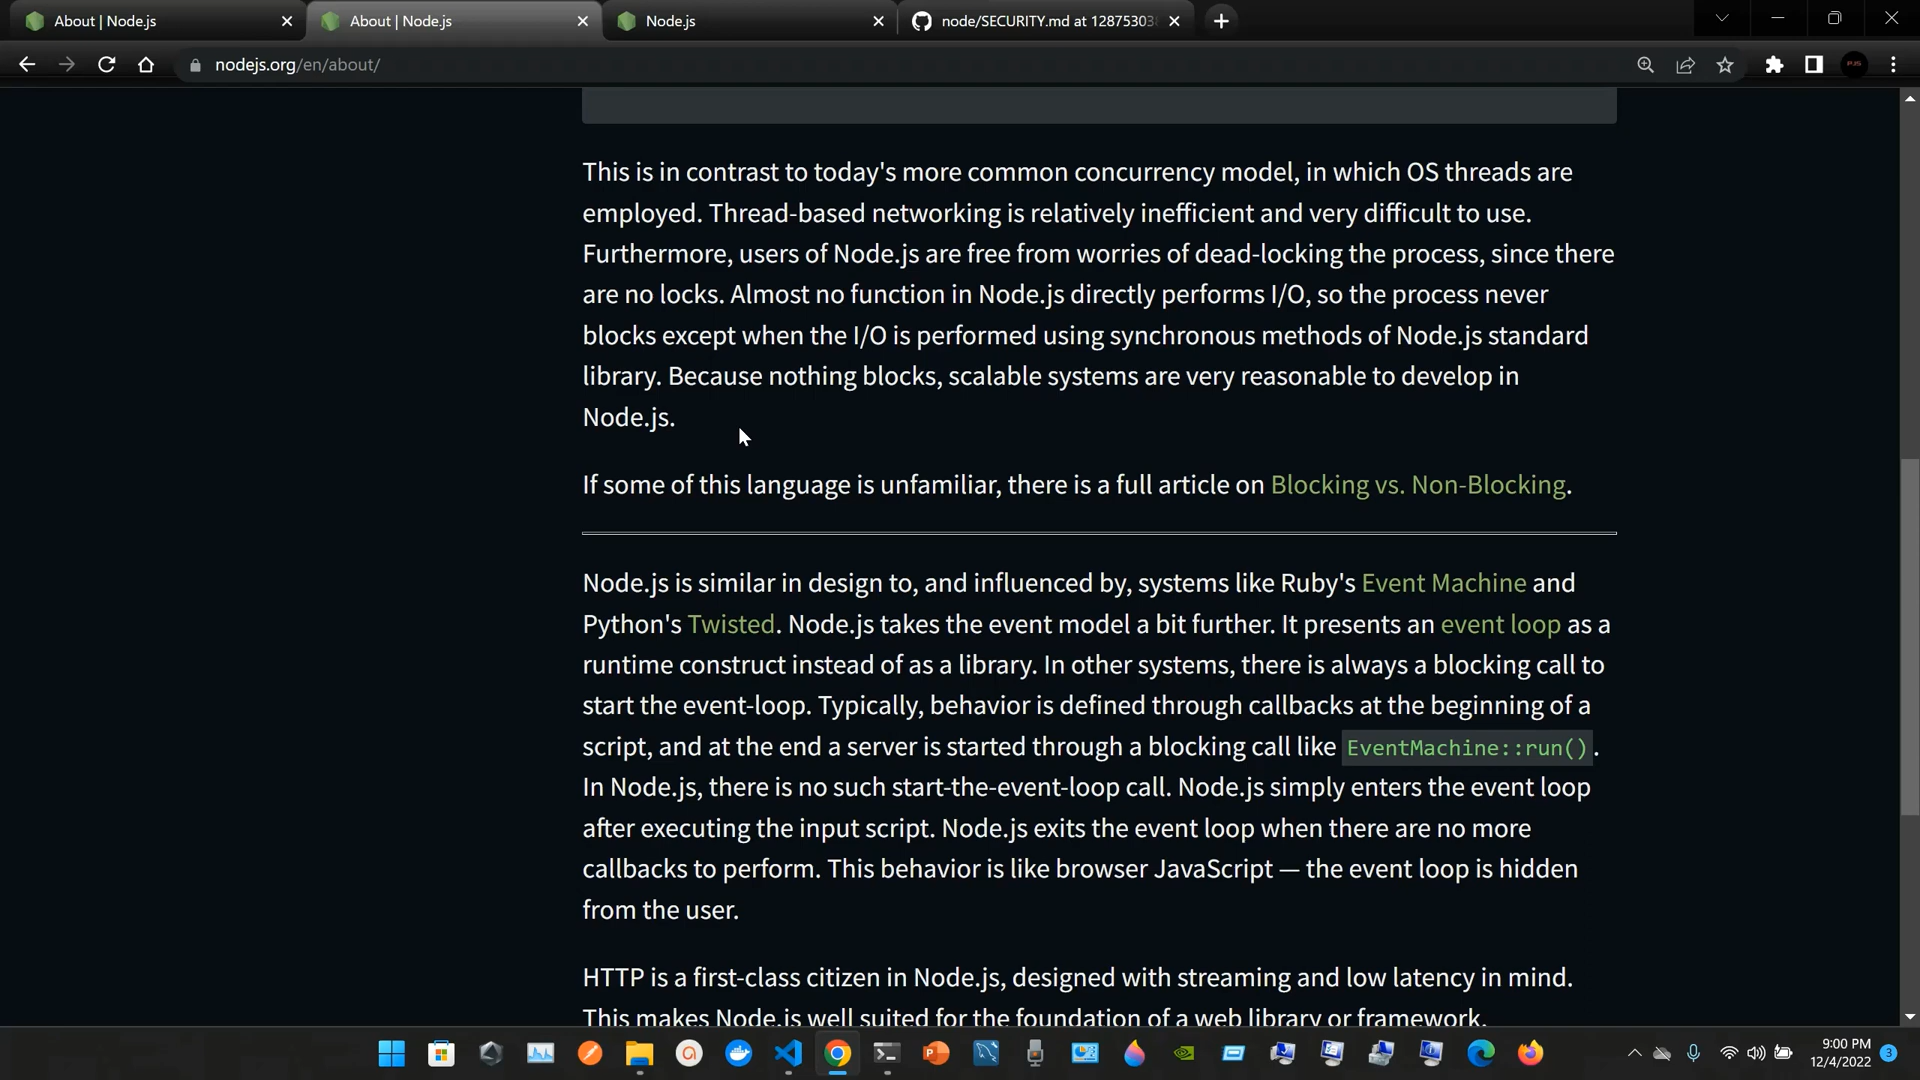 About | Node.js
About | Node.js
Node.js
node/SECURITY.md at 12875303
nodejs.org/en/about/
This is in contrast to today's more common concurrency model, in which OS threads are
employed. Thread-based networking is relatively inefficient and very difficult to use.
Furthermore, users of Node.js are free from worries of dead-locking the process, since there
are no locks. Almost no function in Node.js directly performs I/O, so the process never
blocks except when the I/O is performed using synchronous methods of Node.js standard
library. Because nothing blocks, scalable systems are very reasonable to develop in
Node.js.
If some of this language is unfamiliar, there is a full article on Blocking vs. Non-Blocking.
Node.js is similar in design to, and influenced by, systems like Ruby's Event Machine and
Python's Twisted. Node.js takes the event model a bit further. It presents an event loop as a
runtime construct instead of as a library. In other systems, there is always a blocking call to
start the event-loop. Typically, behavior is defined through callbacks at the beginning of a
script, and at the end a server is started through a blocking call like EventMachine::run().
In Node.js, there is no such start-the-event-loop call. Node.js simply enters the event loop
after executing the input script. Node.js exits the event loop when there are no more
callbacks to perform. This behavior is like browser JavaScript — the event loop is hidden
from the user.
HTTP is a first-class citizen in Node.js, designed with streaming and low latency in mind.
This makes Node.js well suited for the foundation of a web library or framework.
9:00 PM
12/4/2022
3